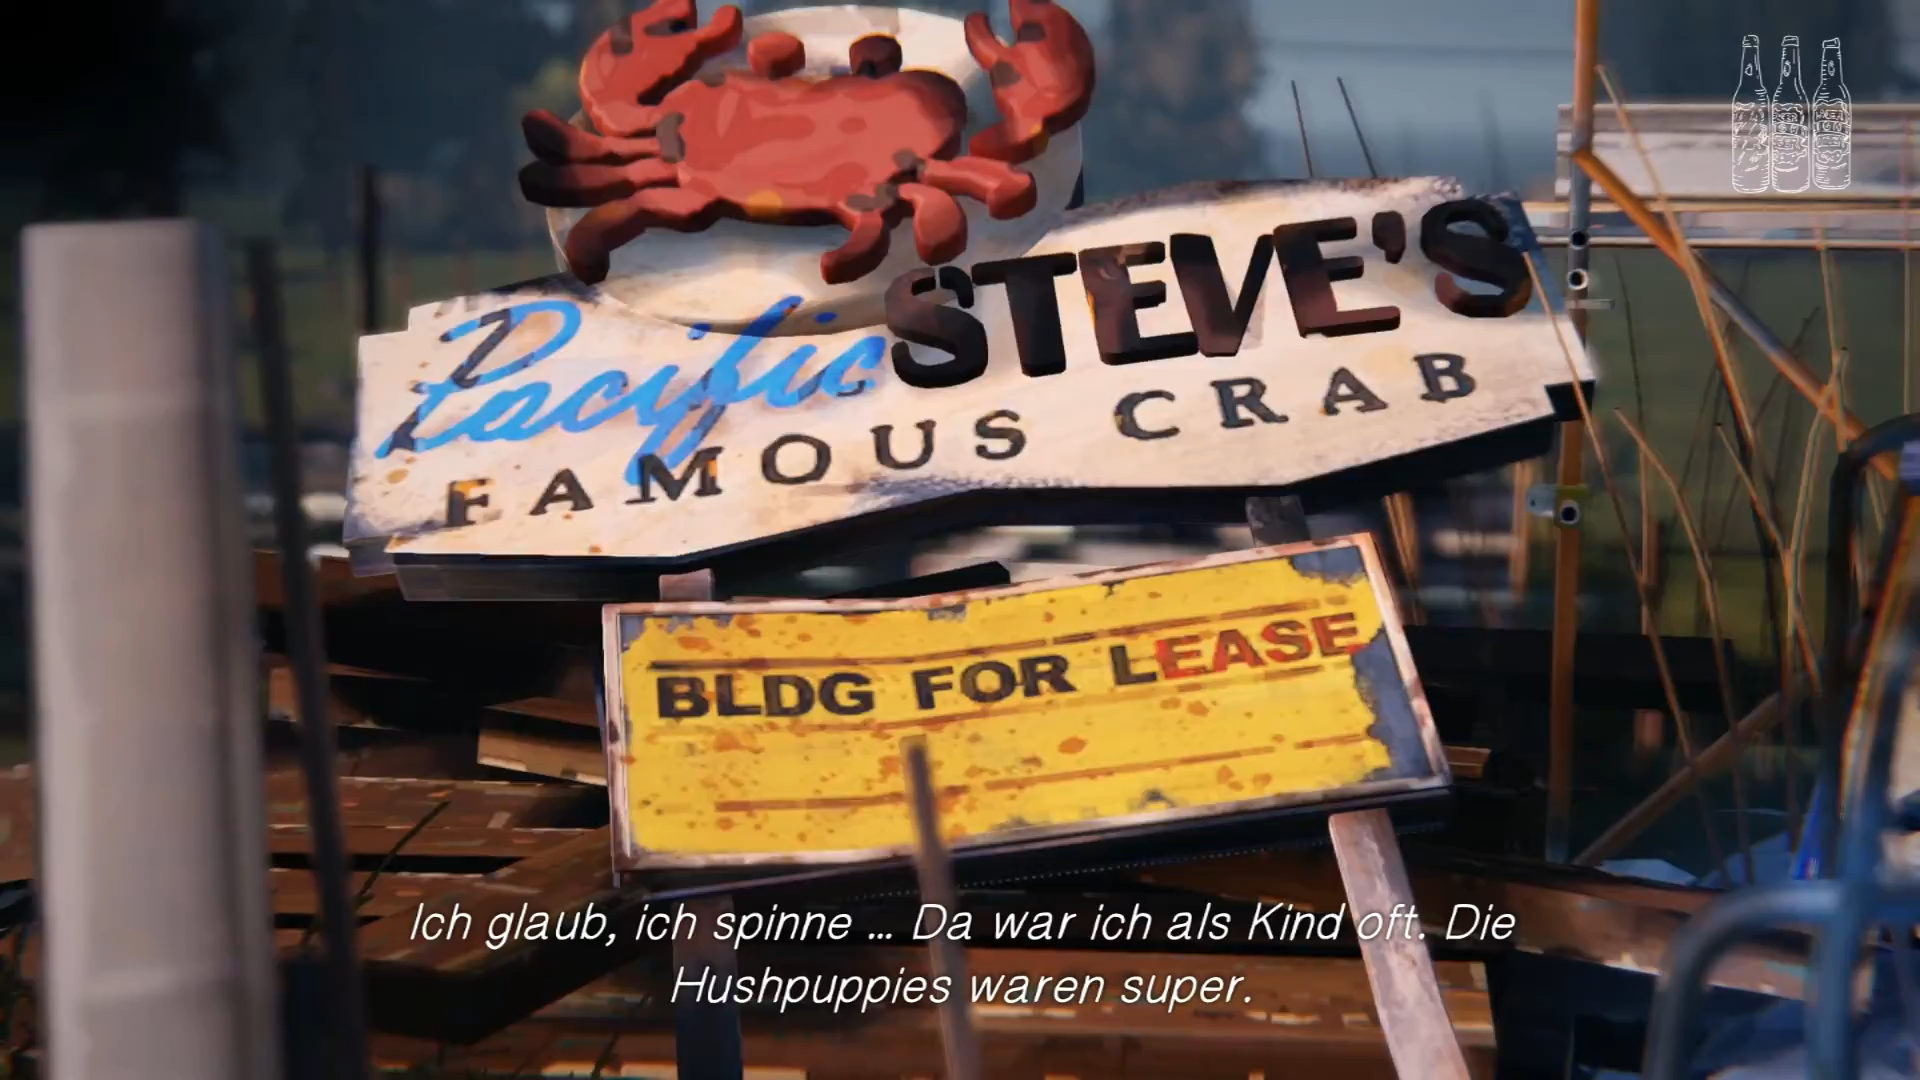 Pacific STEVE'S
FAMOUS CRAB
BLDG FOR LEASE
Ich glaub, ich spinne ... Da war ich als Kind oft. Die
Hushpuppies waren super.